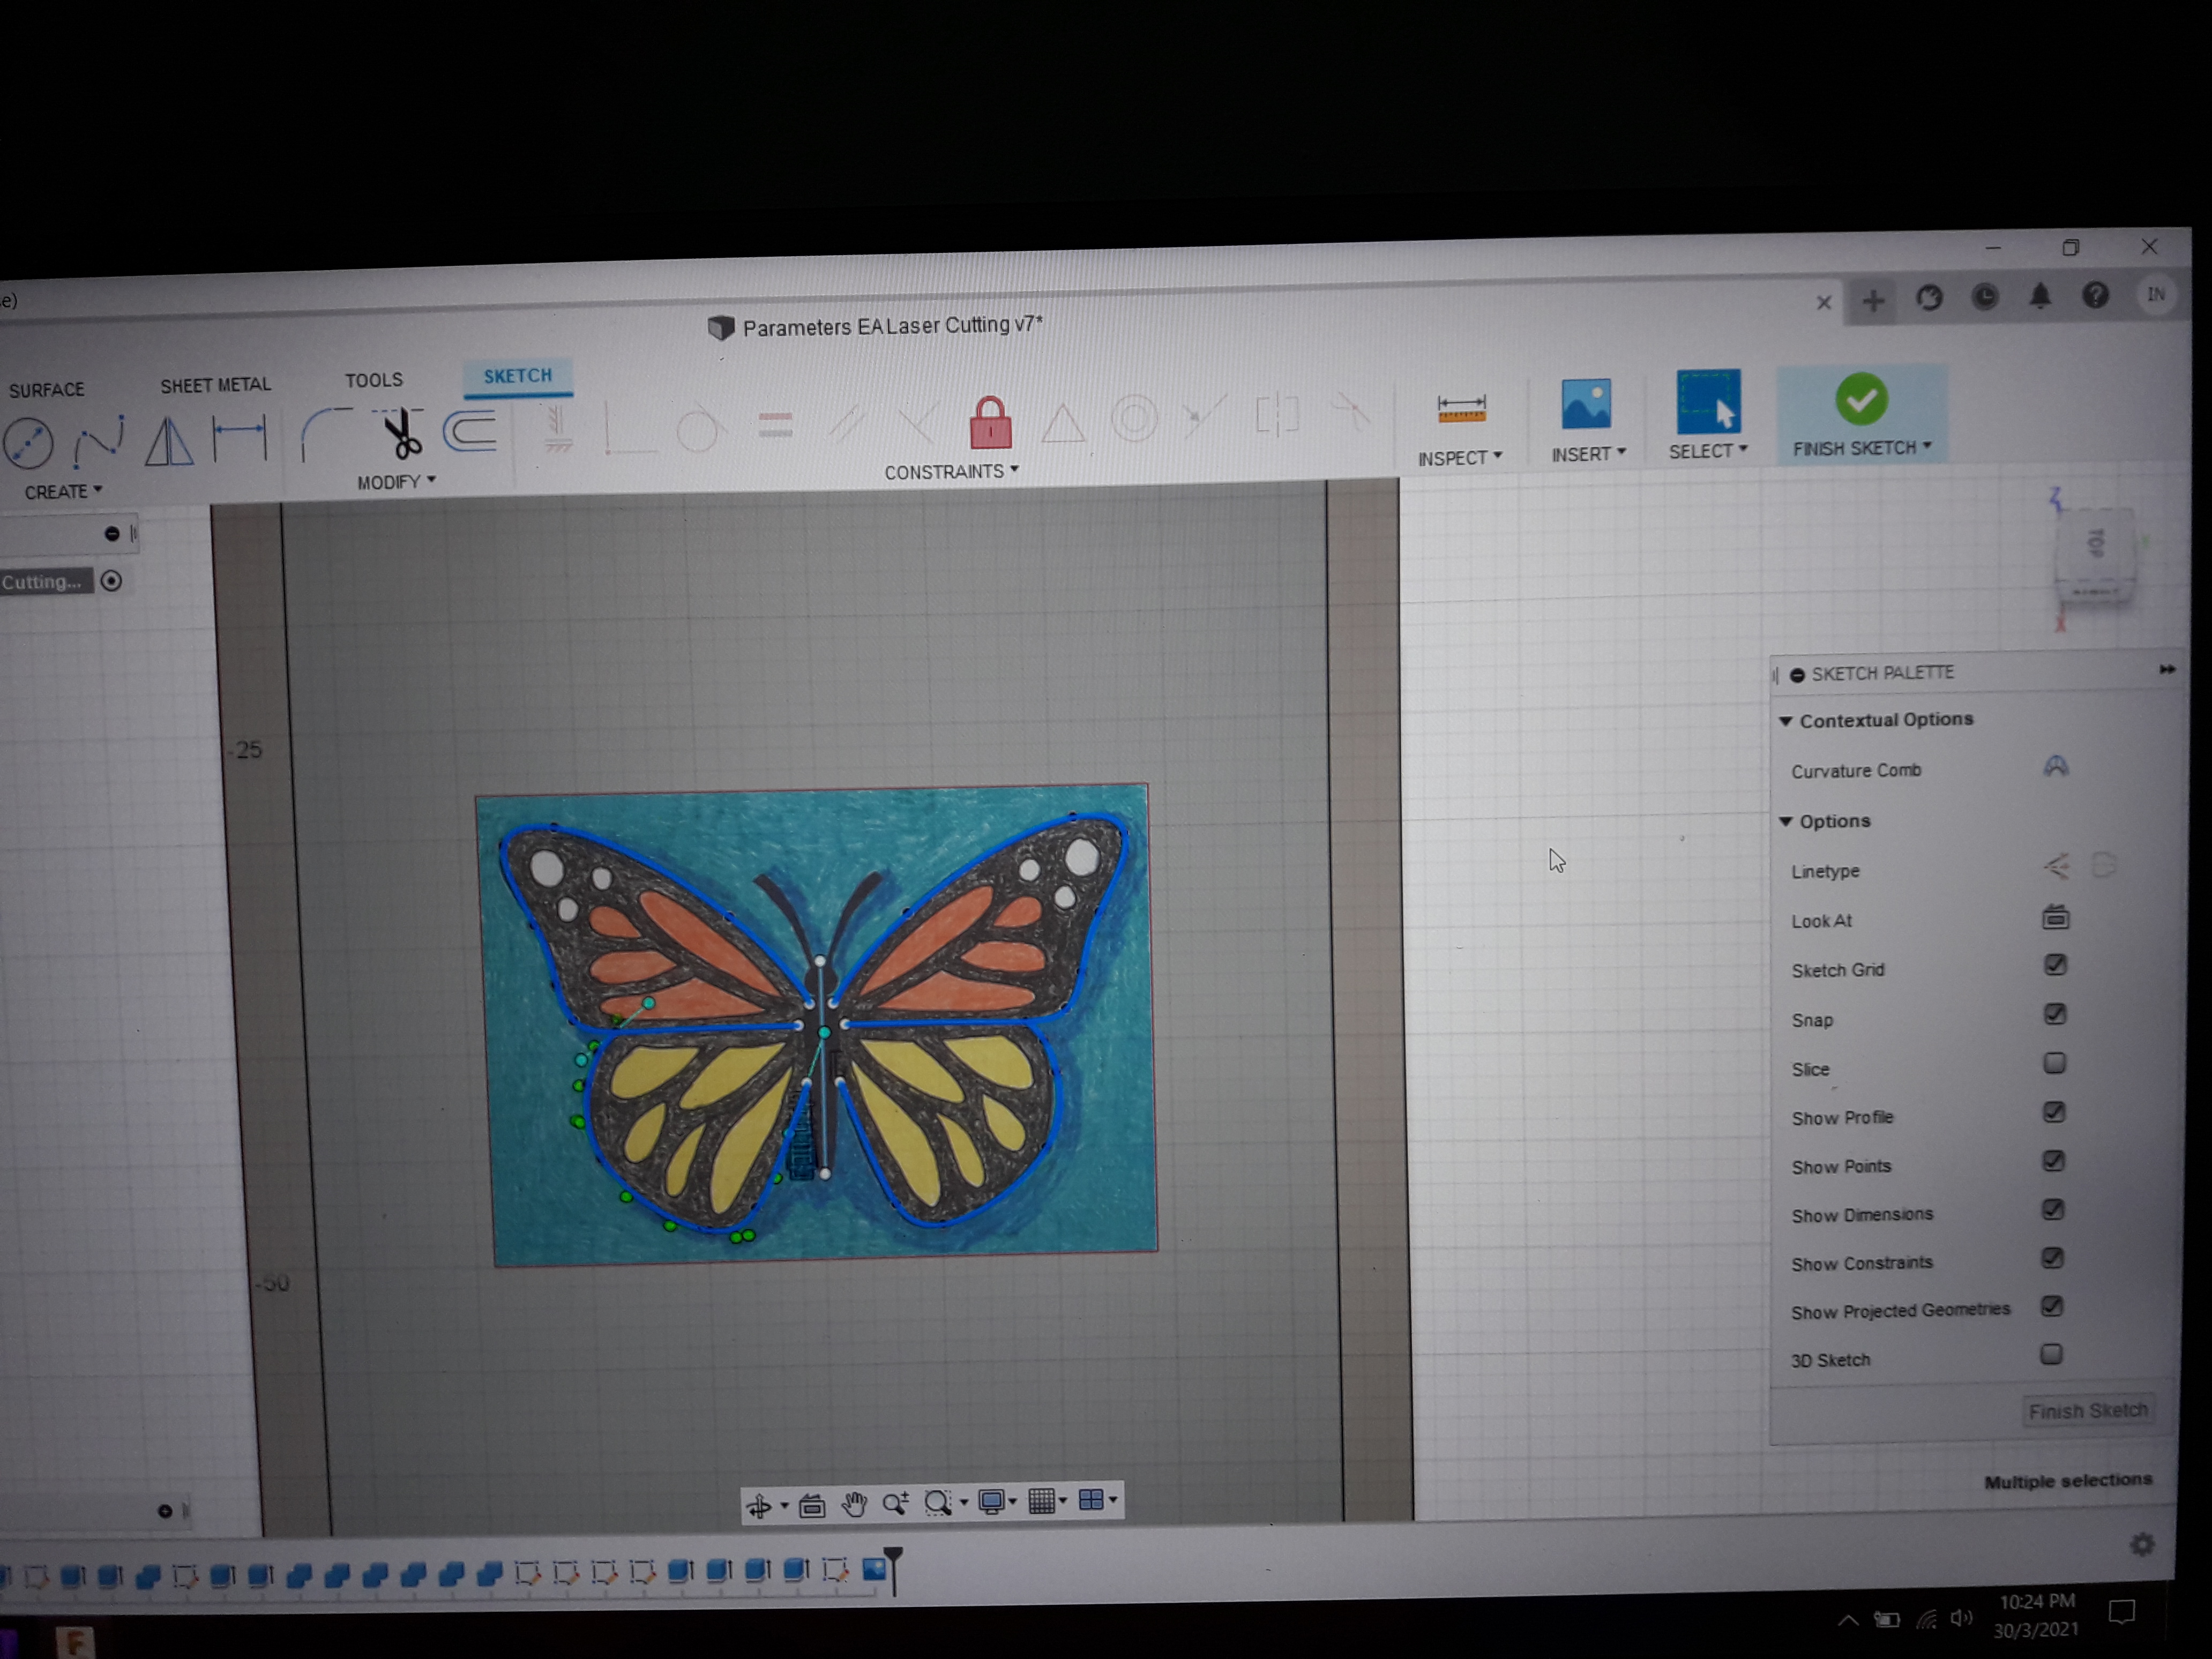 se)
Parameters EA Laser Cutting v7*
IN
SURFACE SHEET METAL TOOLS SKETCH
CREATE MODIFY CONSTRAINTS INSPECT INSERT SELECT FINISH SKETCH
Z
TOP
X
Cutting...
SKETCH PALETTE
Contextual Options
Curvature Comb
Options
Linetype
Look At
Sketch Grid
Snap
Slice
Show Profile
Show Points
Show Dimensions
Show Constraints
Show Projected Geometries
3D Sketch
Finish Sketch
-25
-50
Multiple selections
10:24 PM
30/3/2021
F